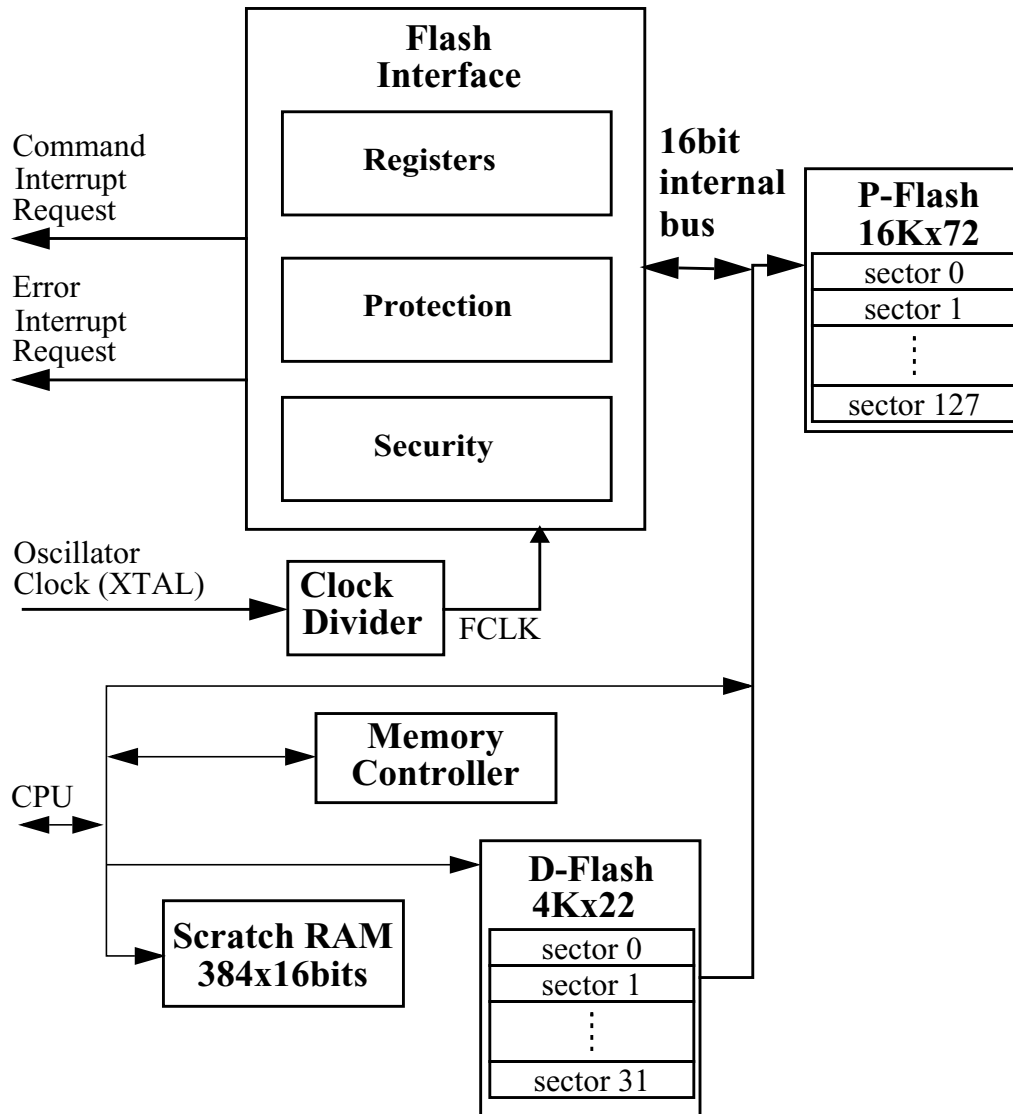 Flash
Interface
Registers
Protection
Security
Command
Interrupt
Request
Error
Interrupt
Request
16bit
internal
bus
P-Flash
16Kx72
sector 0
sector 1
sector 127
Oscillator
Clock (XTAL)
Clock
Divider
FCLK
Memory
Controller
CPU
Scratch RAM
384x16bits
D-Flash
4Kx22
sector 0
sector 1
sector 31